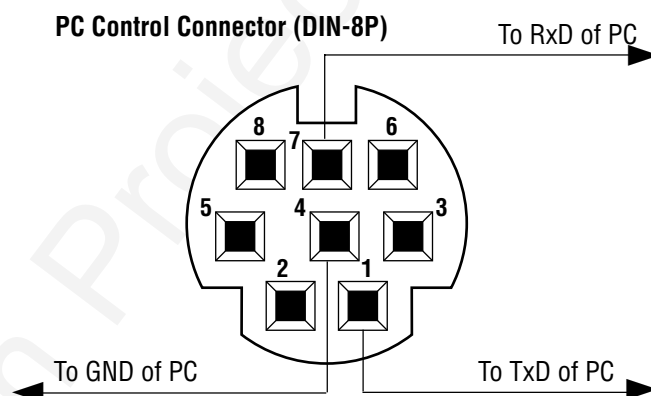 PC Control Connector (DIN-8P)
To RxD of PC
8 7 6
5 4 3
2 1
To GND of PC
To TxD of PC